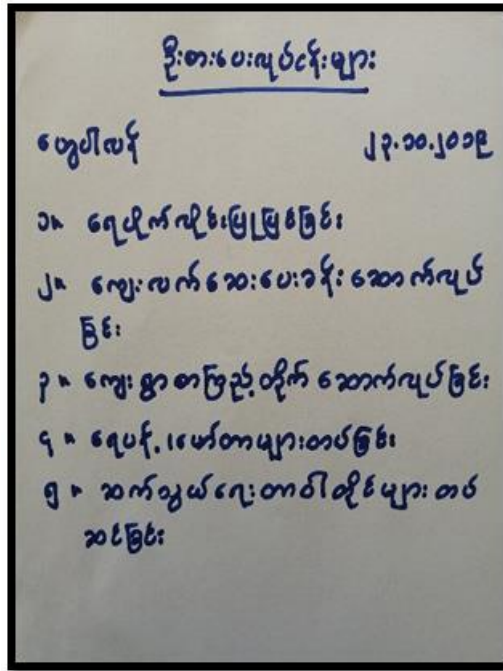 ဦးစားပေးလုပ်ငန်းများ
ဟွေပါလန် ၂၃.၁၀.၂၀၁၉
၁။ ရေပိုက်လိုင်းပြုပြင်ခြင်း
၂။ ကျေးလက်ဆေးပေးခန်း ဆောက်လုပ်
ခြင်း
၃။ ကျေးရွာစာကြည့်တိုက် ဆောက်လုပ်ခြင်း
၄။ ရေပန့်၊ မော်တာများတပ်ခြင်း
၅။ ဆက်သွယ်ရေးတာဝါတိုင်များ တပ်
ဆင်ခြင်း